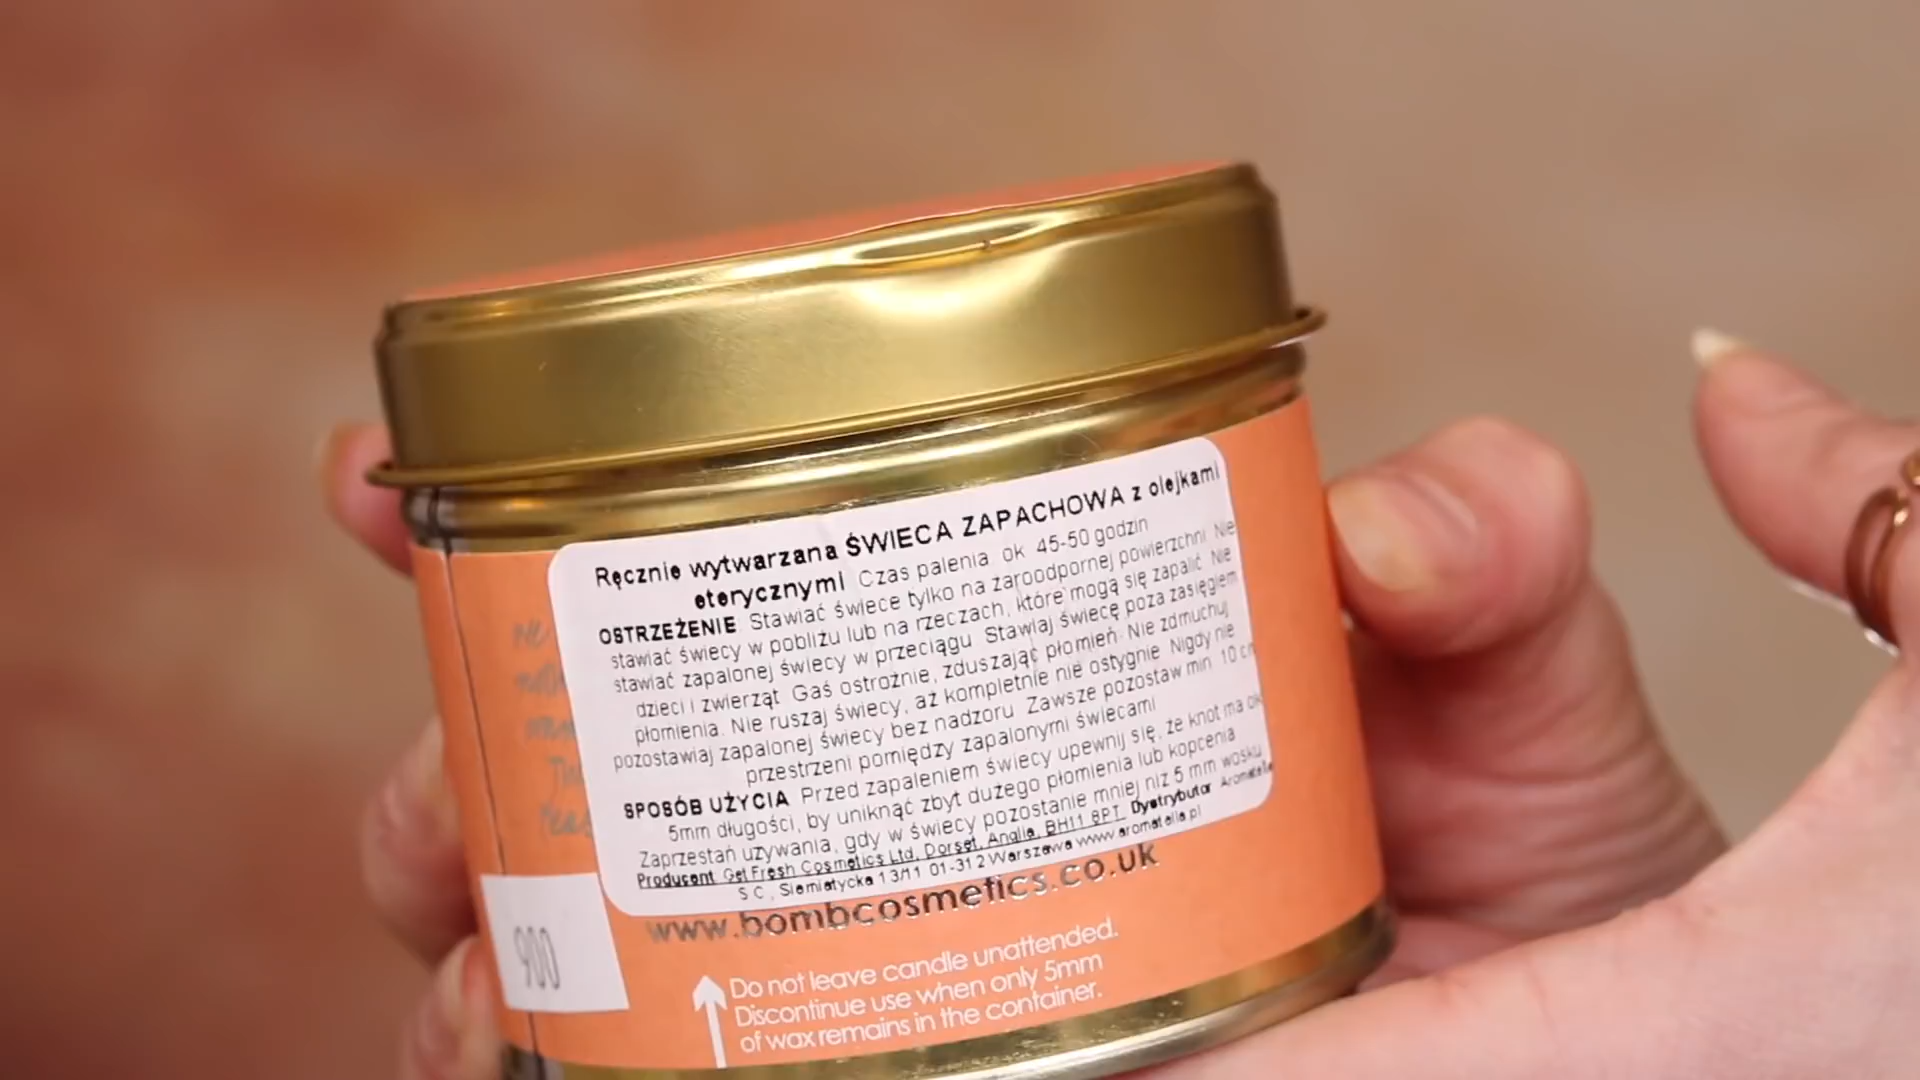 Ręcznie wytwarzana ŚWIECA ZAPACHOWA z olejkami
eterycznymi Czas palenia ok 45-50 godzin
OSTRZEŻENIE Stawiać świece tylko na żaroodpornej powierzchni Nie
stawiać świecy w pobliżu lub na rzeczach, które mogą się zapalić Nie
stawiać zapalonej świecy w przeciągu Stawiaj świecę poza zasięgiem
dzieci i zwierząt Gaś ostrożnie, zduszając płomień. Nie zdmuchuj
płomienia. Nie ruszaj świecy, aż kompletnie nie ostygnie Nigdy nie
pozostawiaj zapalonej świecy bez nadzoru Zawsze pozostaw min 10 cm
przestrzeni pomiędzy zapalonymi świecami
SPOSÓB UŻYCIA Przed zapaleniem świecy upewnij się, że knot ma ok
5mm długości, by uniknąć zbyt dużego płomienia lub kopcenia
Zaprzestań używania, gdy w świecy pozostanie mniej niż 5 mm wosku
Producent Get Fresh Cosmetics Ltd, Dorset, Anglia, BH11 8PT Dystrybutor Aromatella
S C, Siemiatycka 13/11 01-312 Warszawa www.aromatella.pl
www.bombcosmetics.co.uk
900
Do not leave candle unattended.
Discontinue use when only 5mm
of wax remains in the container.